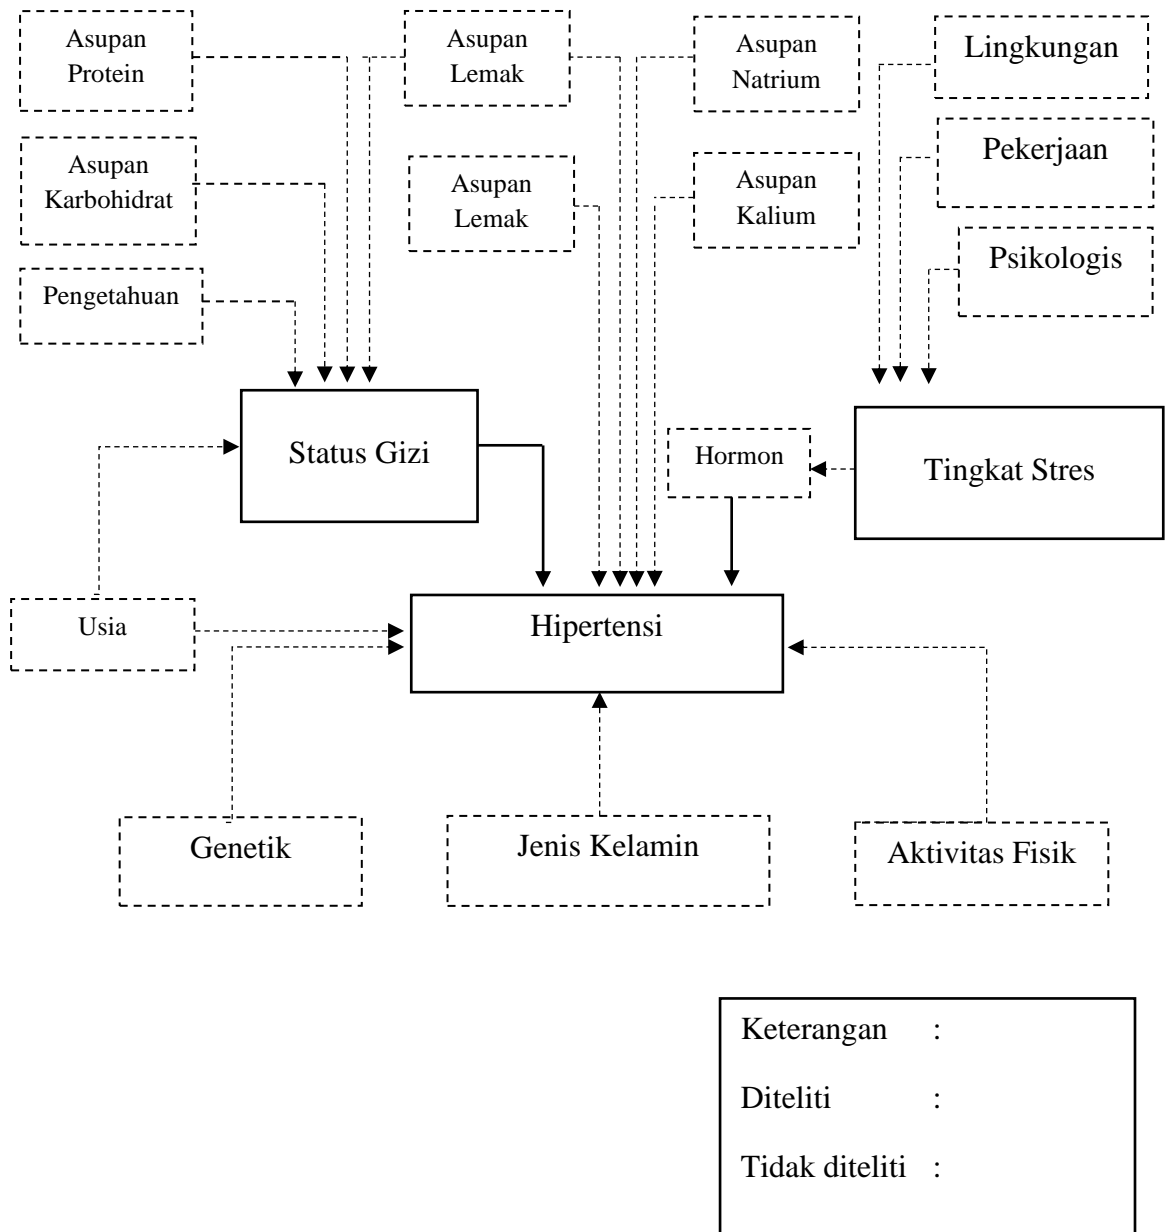 Asupan
Protein
Asupan
Lemak
Asupan
Natrium
Lingkungan
Asupan
Karbohidrat
Asupan
Lemak
Asupan
Kalium
Pekerjaan
Pengetahuan
Psikologis
Status Gizi
Hormon
Tingkat Stres
Usia
Hipertensi
Genetik
Jenis Kelamin
Aktivitas Fisik
Keterangan :
Diteliti :
Tidak diteliti :